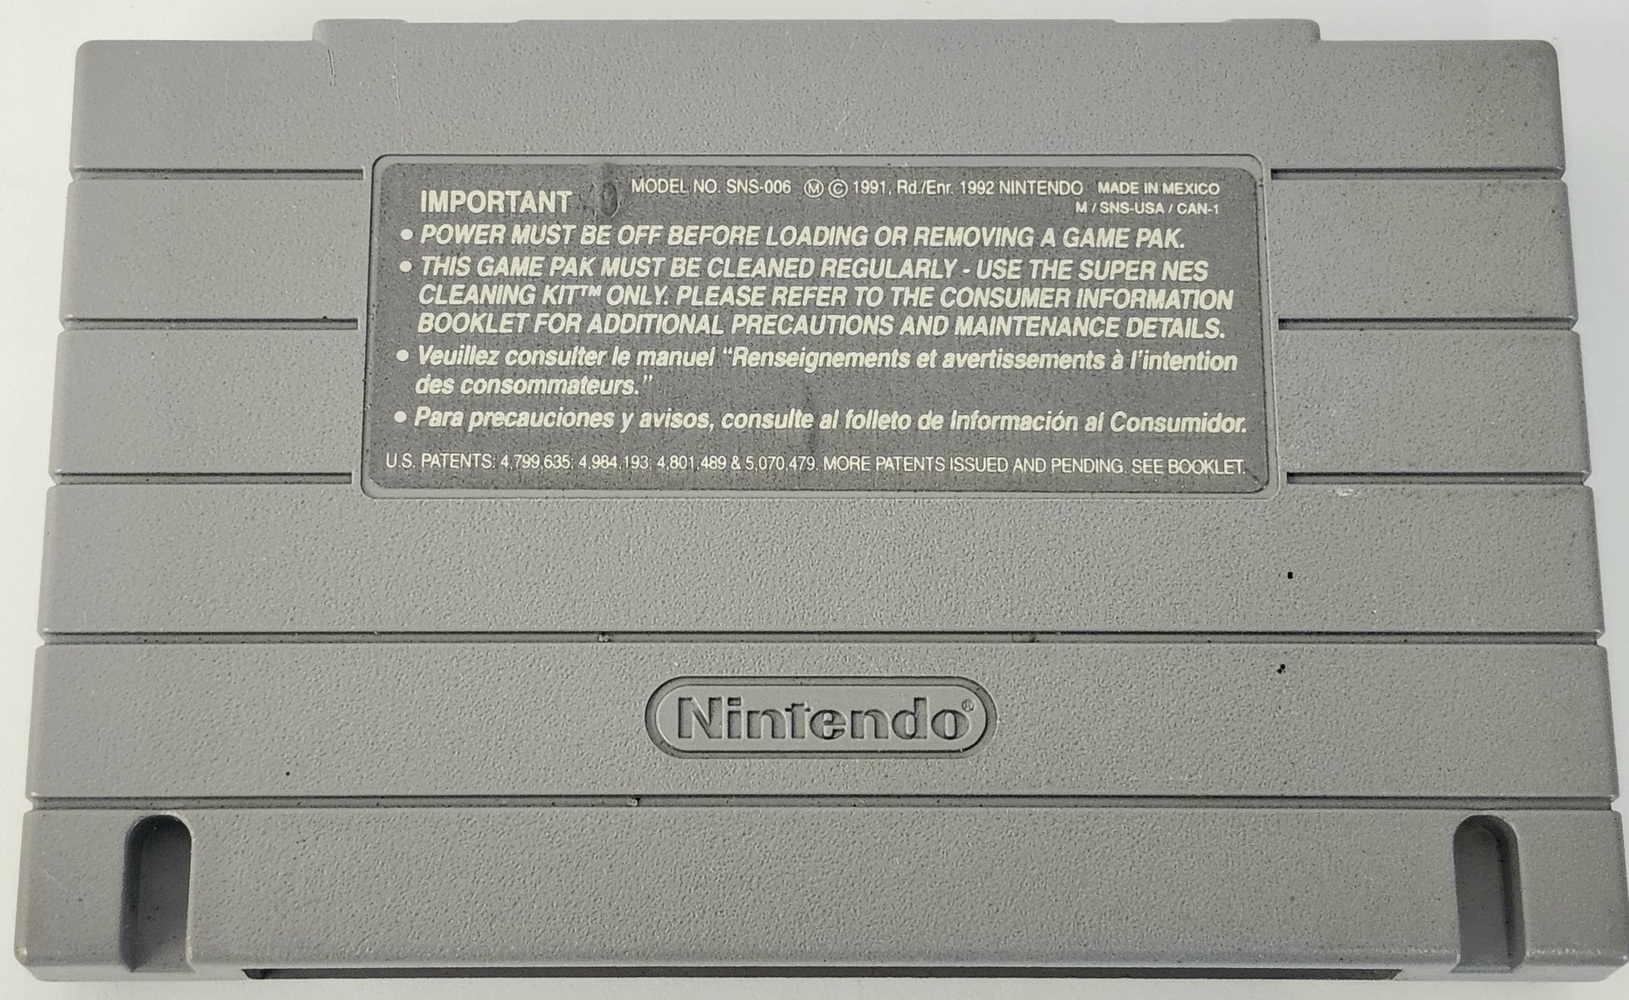 IMPORTANT
MODEL NO. SNS-006 Ⓜ © 1991, Rd./Enr. 1992 NINTENDO MADE IN MEXICO
M / SNS-USA / CAN-1
• POWER MUST BE OFF BEFORE LOADING OR REMOVING A GAME PAK.
• THIS GAME PAK MUST BE CLEANED REGULARLY - USE THE SUPER NES
CLEANING KIT™ ONLY. PLEASE REFER TO THE CONSUMER INFORMATION
BOOKLET FOR ADDITIONAL PRECAUTIONS AND MAINTENANCE DETAILS.
• Veuillez consulter le manuel “Renseignements et avertissements à l’intention
des consommateurs.”
• Para precauciones y avisos, consulte al folleto de Información al Consumidor.
U.S. PATENTS: 4,799,635; 4,984,193; 4,801,489 & 5,070,479. MORE PATENTS ISSUED AND PENDING. SEE BOOKLET.
Nintendo®